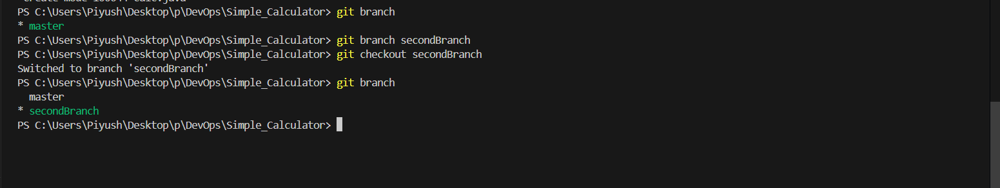 PS C:\Users\Piyush\Desktop\p\DevOps\Simple_Calculator> git branch
* master
PS C:\Users\Piyush\Desktop\p\DevOps\Simple_Calculator> git branch secondBranch
PS C:\Users\Piyush\Desktop\p\DevOps\Simple_Calculator> git checkout secondBranch
Switched to branch 'secondBranch'
PS C:\Users\Piyush\Desktop\p\DevOps\Simple_Calculator> git branch
  master
* secondBranch
PS C:\Users\Piyush\Desktop\p\DevOps\Simple_Calculator>